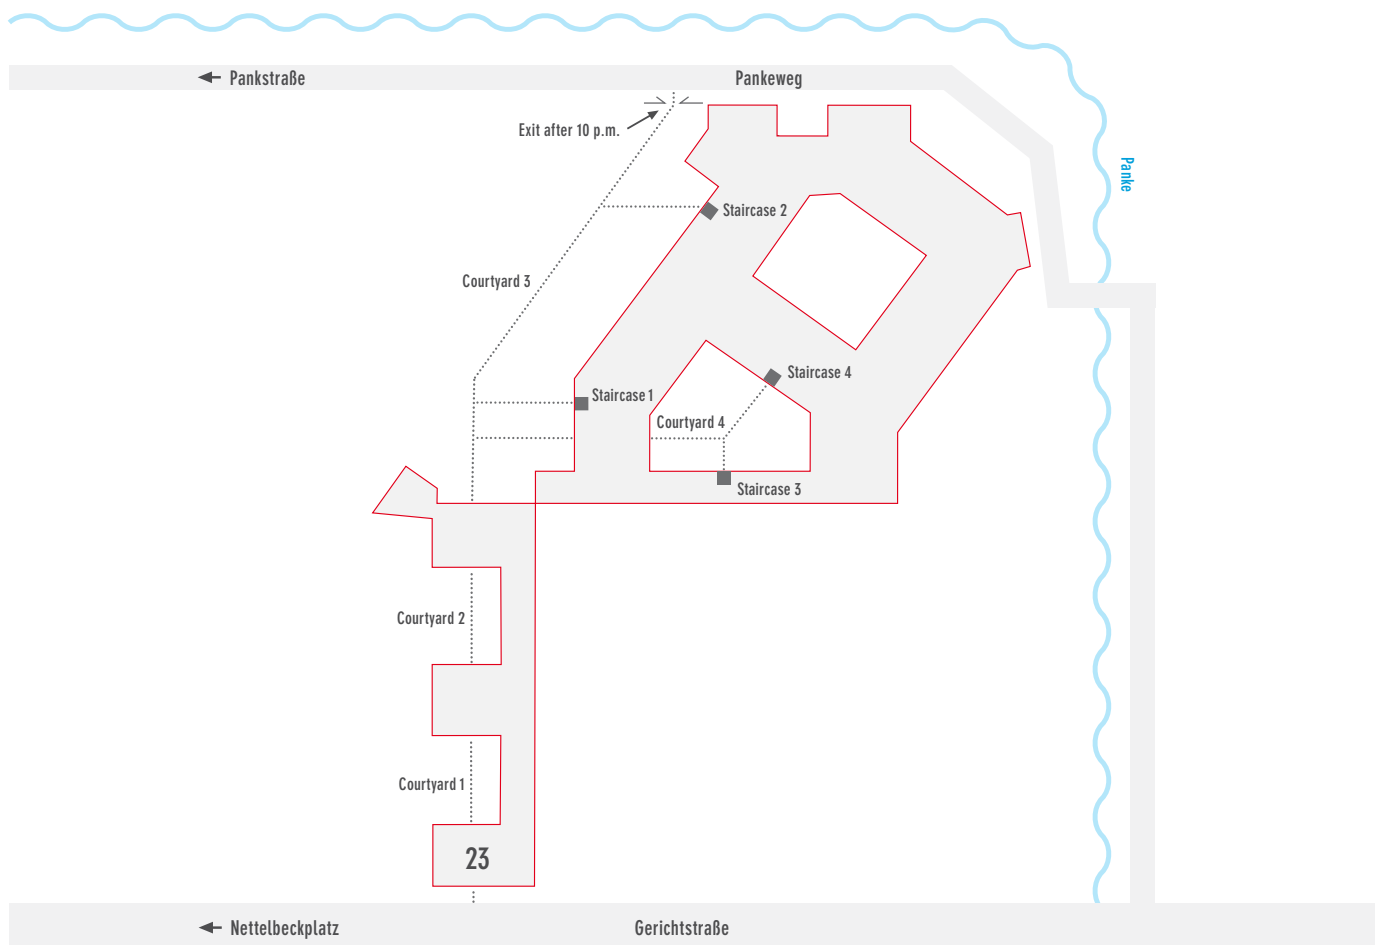 Pankstraße
Pankeweg
Exit after 10 p.m.
Panke
Staircase 2
Courtyard 3
Staircase 4
Staircase 1
Courtyard 4
Staircase 3
Courtyard 2
Courtyard 1
23
Nettelbeckplatz
Gerichtstraße